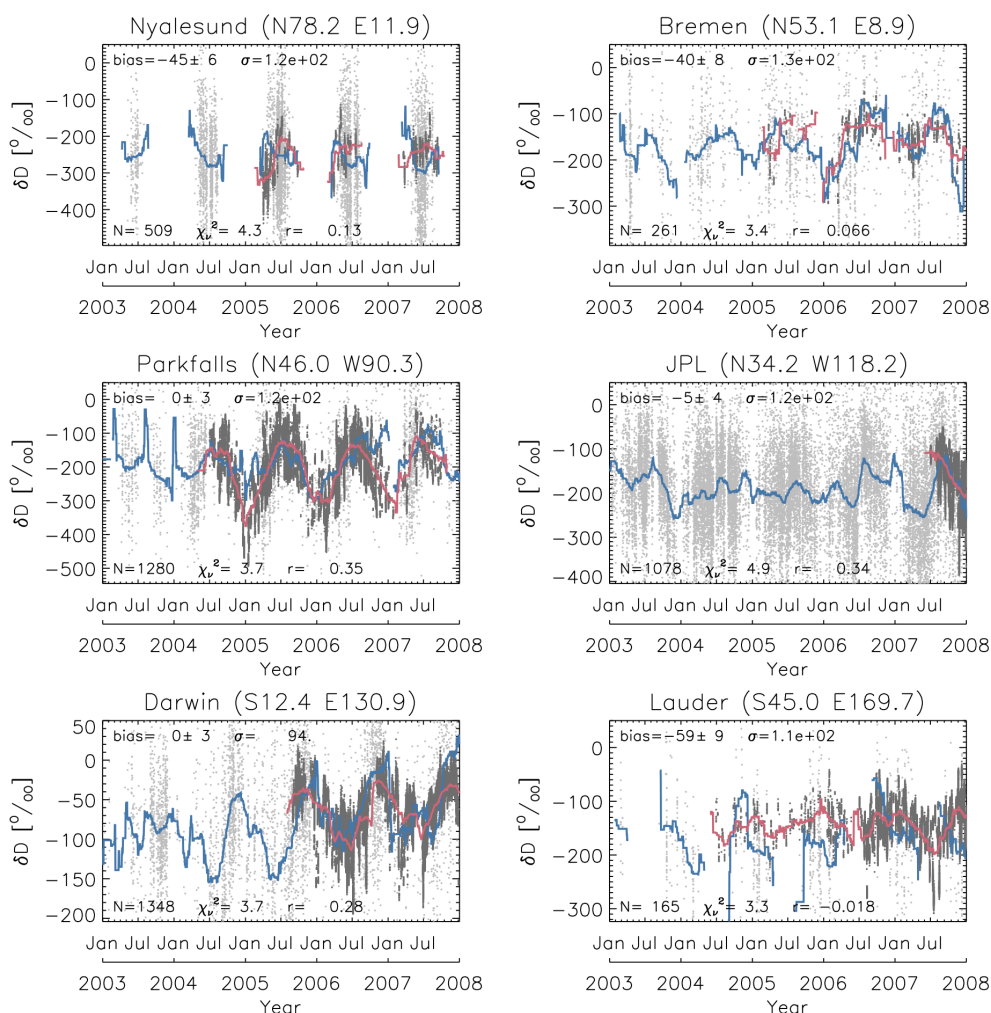 Nyalesund (N78.2 E11.9)
bias=−45± 6 σ=1.2e+02
0
−100
−200
−300
−400
δD [°/oo]
N= 509 χν²= 4.3 r= 0.13
Jan Jul Jan Jul Jan Jul Jan Jul Jan Jul
2003 2004 2005 2006 2007 2008
Year
Bremen (N53.1 E8.9)
bias=−40± 8 σ=1.3e+02
0
−100
−200
−300
δD [°/oo]
N= 261 χν²= 3.4 r= 0.066
Jan Jul Jan Jul Jan Jul Jan Jul Jan Jul
2003 2004 2005 2006 2007 2008
Year
Parkfalls (N46.0 W90.3)
bias= 0± 3 σ=1.2e+02
0
−100
−200
−300
−400
−500
δD [°/oo]
N=1280 χν²= 3.7 r= 0.35
Jan Jul Jan Jul Jan Jul Jan Jul Jan Jul
2003 2004 2005 2006 2007 2008
Year
JPL (N34.2 W118.2)
bias= −5± 4 σ=1.2e+02
0
−100
−200
−300
−400
δD [°/oo]
N=1078 χν²= 4.9 r= 0.34
Jan Jul Jan Jul Jan Jul Jan Jul Jan Jul
2003 2004 2005 2006 2007 2008
Year
Darwin (S12.4 E130.9)
bias= 0± 3 σ= 94.
50
0
−50
−100
−150
−200
δD [°/oo]
N=1348 χν²= 3.7 r= 0.28
Jan Jul Jan Jul Jan Jul Jan Jul Jan Jul
2003 2004 2005 2006 2007 2008
Year
Lauder (S45.0 E169.7)
bias=−59± 9 σ=1.1e+02
0
−100
−200
−300
δD [°/oo]
N= 165 χν²= 3.3 r= −0.018
Jan Jul Jan Jul Jan Jul Jan Jul Jan Jul
2003 2004 2005 2006 2007 2008
Year